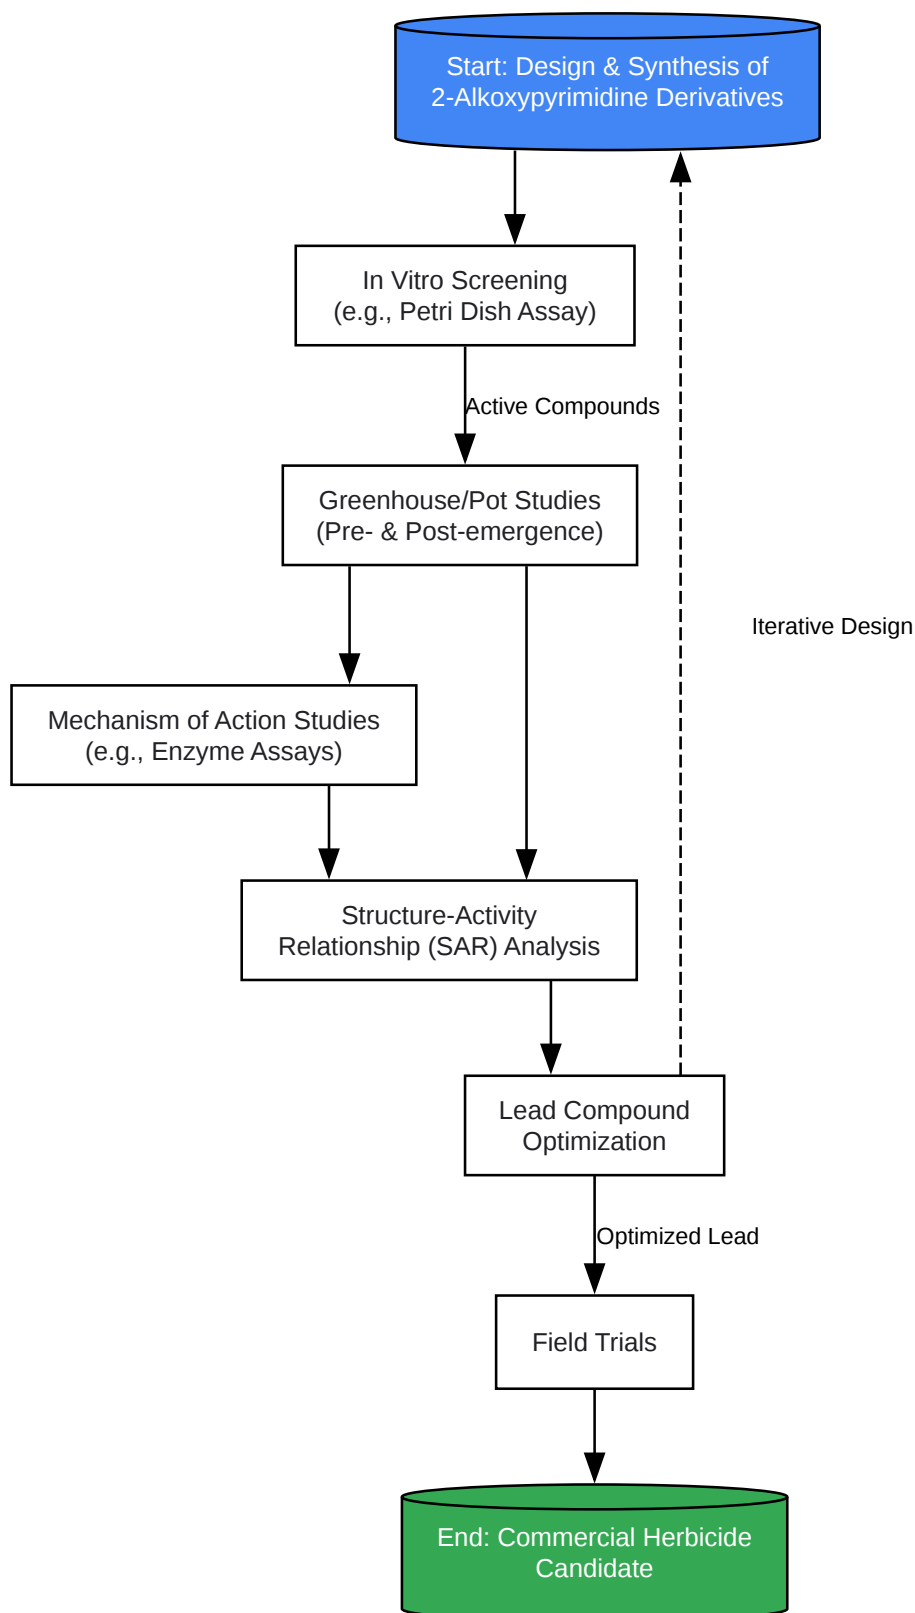 Start: Design & Synthesis of
2-Alkoxypyrimidine Derivatives
In Vitro Screening
(e.g., Petri Dish Assay)
Active Compounds
Greenhouse/Pot Studies
(Pre- & Post-emergence)
Iterative Design
Mechanism of Action Studies
(e.g., Enzyme Assays)
Structure-Activity
Relationship (SAR) Analysis
Lead Compound
Optimization
Optimized Lead
Field Trials
End: Commercial Herbicide
Candidate